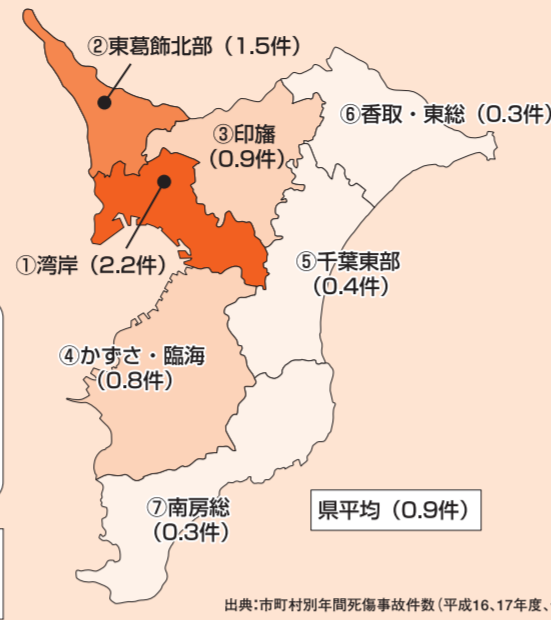 ②東葛飾北部（1.5件）
⑥香取・東総（0.3件）
③印旛
（0.9件）
①湾岸（2.2件）
⑤千葉東部
（0.4件）
④かずさ・臨海
（0.8件）
⑦南房総
（0.3件）
県平均（0.9件）
出典：市町村別年間死傷事故件数（平成16、17年度、